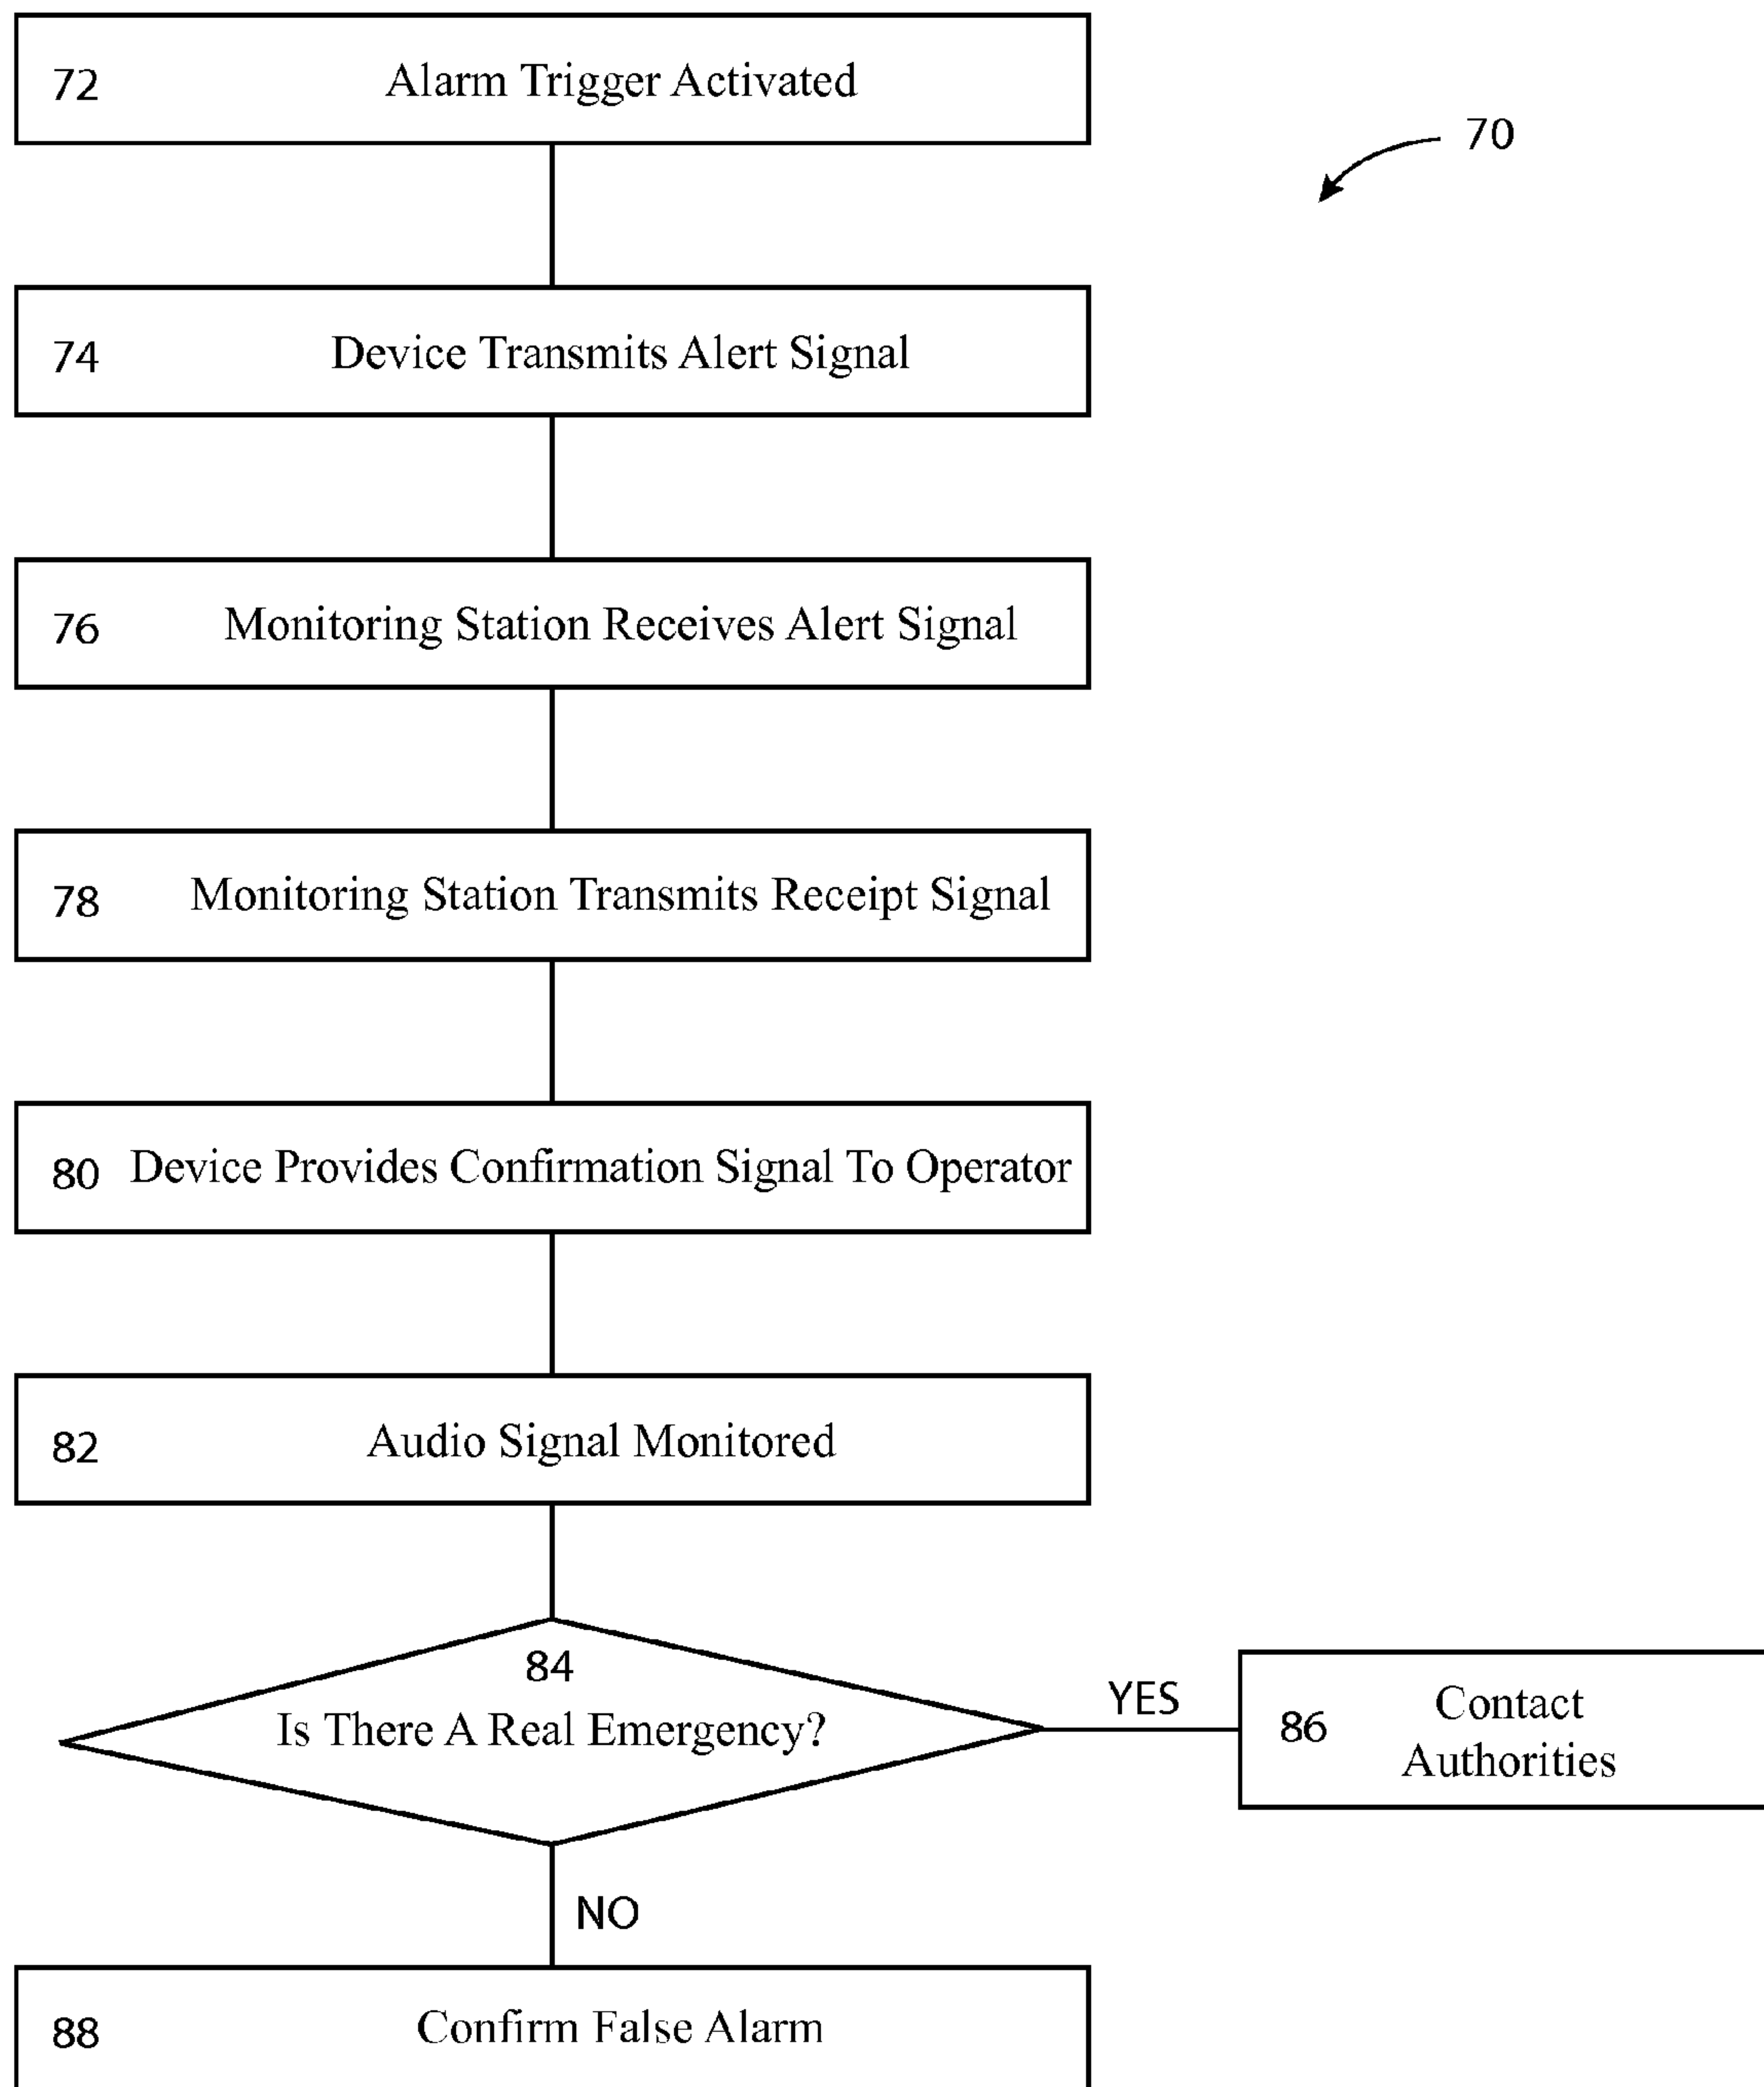 72 Alarm Trigger Activated
70
74 Device Transmits Alert Signal
76 Monitoring Station Receives Alert Signal
78 Monitoring Station Transmits Receipt Signal
80 Device Provides Confirmation Signal To Operator
82 Audio Signal Monitored
84
Is There A Real Emergency?
YES
86 Contact
Authorities
NO
88 Confirm False Alarm